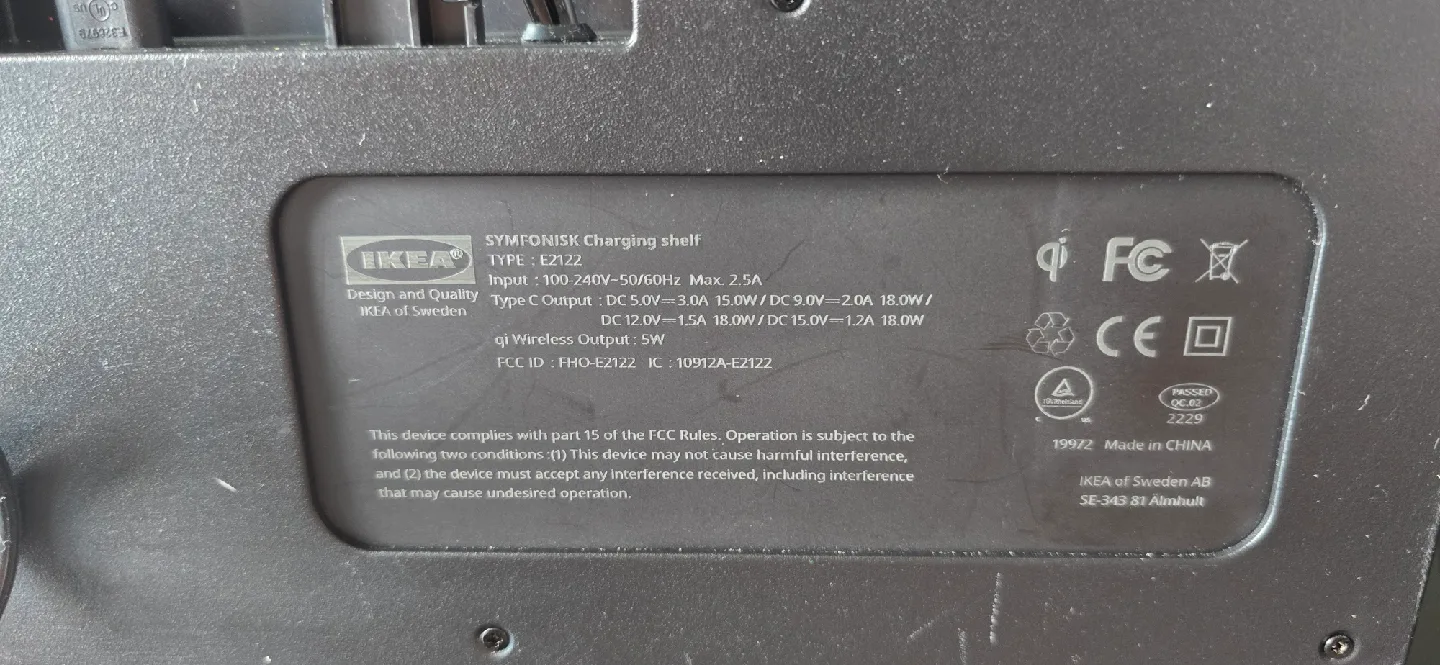 IKEA®
Design and Quality
IKEA of Sweden
SYMFONISK Charging shelf
TYPE : E2122
Input : 100-240V~50/60Hz Max. 2.5A
Type C Output : DC 5.0V⎓3.0A 15.0W / DC 9.0V⎓2.0A 18.0W /
DC 12.0V⎓1.5A 18.0W / DC 15.0V⎓1.2A 18.0W
qi Wireless Output : 5W
FCC ID : FHO-E2122 IC : 10912A-E2122
This device complies with part 15 of the FCC Rules. Operation is subject to the
following two conditions :(1) This device may not cause harmful interference,
and (2) the device must accept any interference received, including interference
that may cause undesired operation.
qi FC
CE
TÜVRheinland
PASSED
QC.02
2229
19972 Made in CHINA
IKEA of Sweden AB
SE-343 81 Älmhult